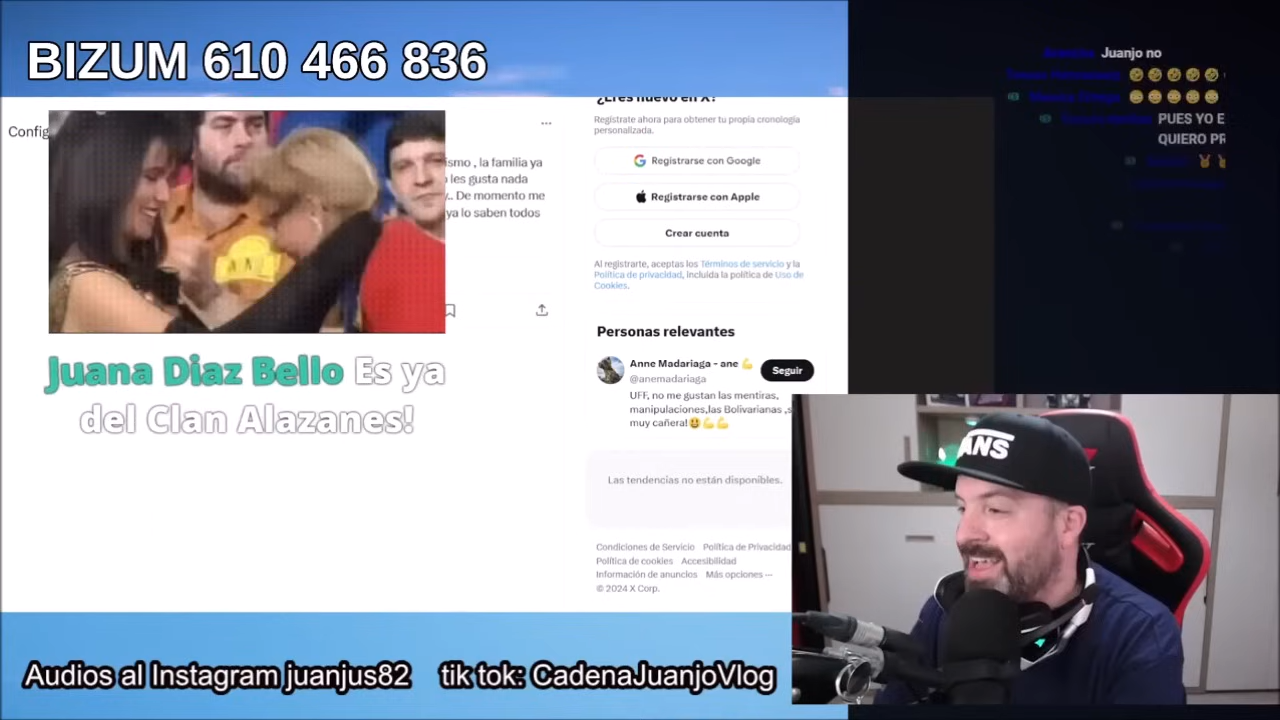 BIZUM 610 466 836
Config
¿Eres nuevo en X?
Regístrate ahora para obtener tu propia cronología
personalizada.
Registrarse con Google
Registrarse con Apple
Crear cuenta
Al registrarte, aceptas los Términos de servicio y la
Política de privacidad, incluida la política de Uso de
Cookies.
ismo , la familia ya
les gusta nada
.. De momento me
ya lo saben todos
Juana Diaz Bello Es ya
del Clan Alazanes!
Personas relevantes
Anne Madariaga - ane 💪
@anemadariaga
Seguir
UFF, no me gustan las mentiras,
manipulaciones,las Bolivarianas ,s
muy cañera!😃💪💪
Las tendencias no están disponibles.
Condiciones de Servicio Política de Privacidad
Política de cookies Accesibilidad
Información de anuncios Más opciones ···
© 2024 X Corp.
Juanjo no
PUES YO E
QUIERO PR
VANS
Audios al Instagram juanjus82 tik tok: CadenaJuanjoVlog